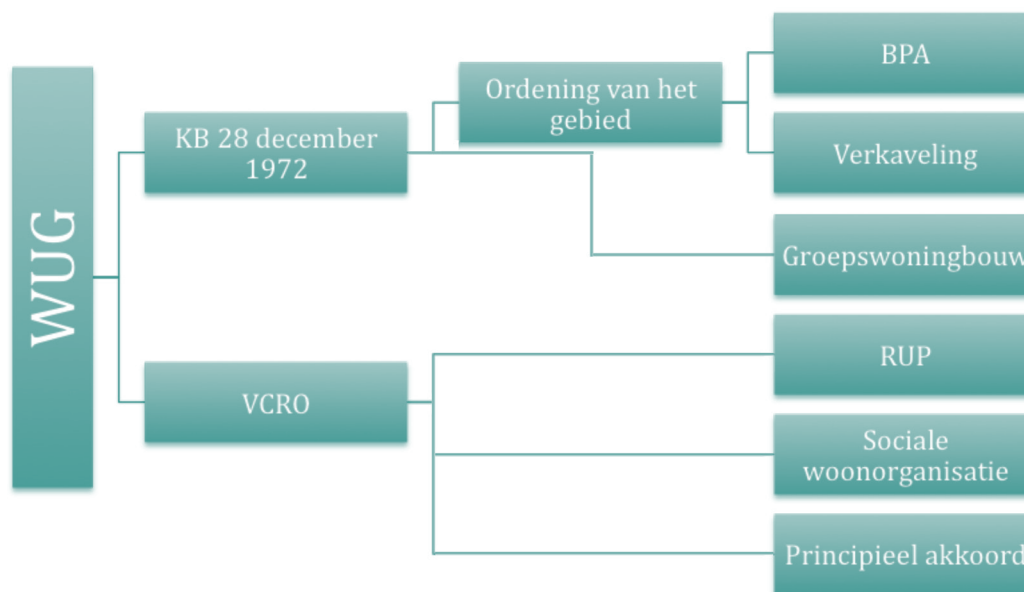 WUG
KB 28 december
1972
Ordening van het
gebied
BPA
Verkaveling
Groepswoningbouw
VCRO
RUP
Sociale
woonorganisatie
Principieel akkoord